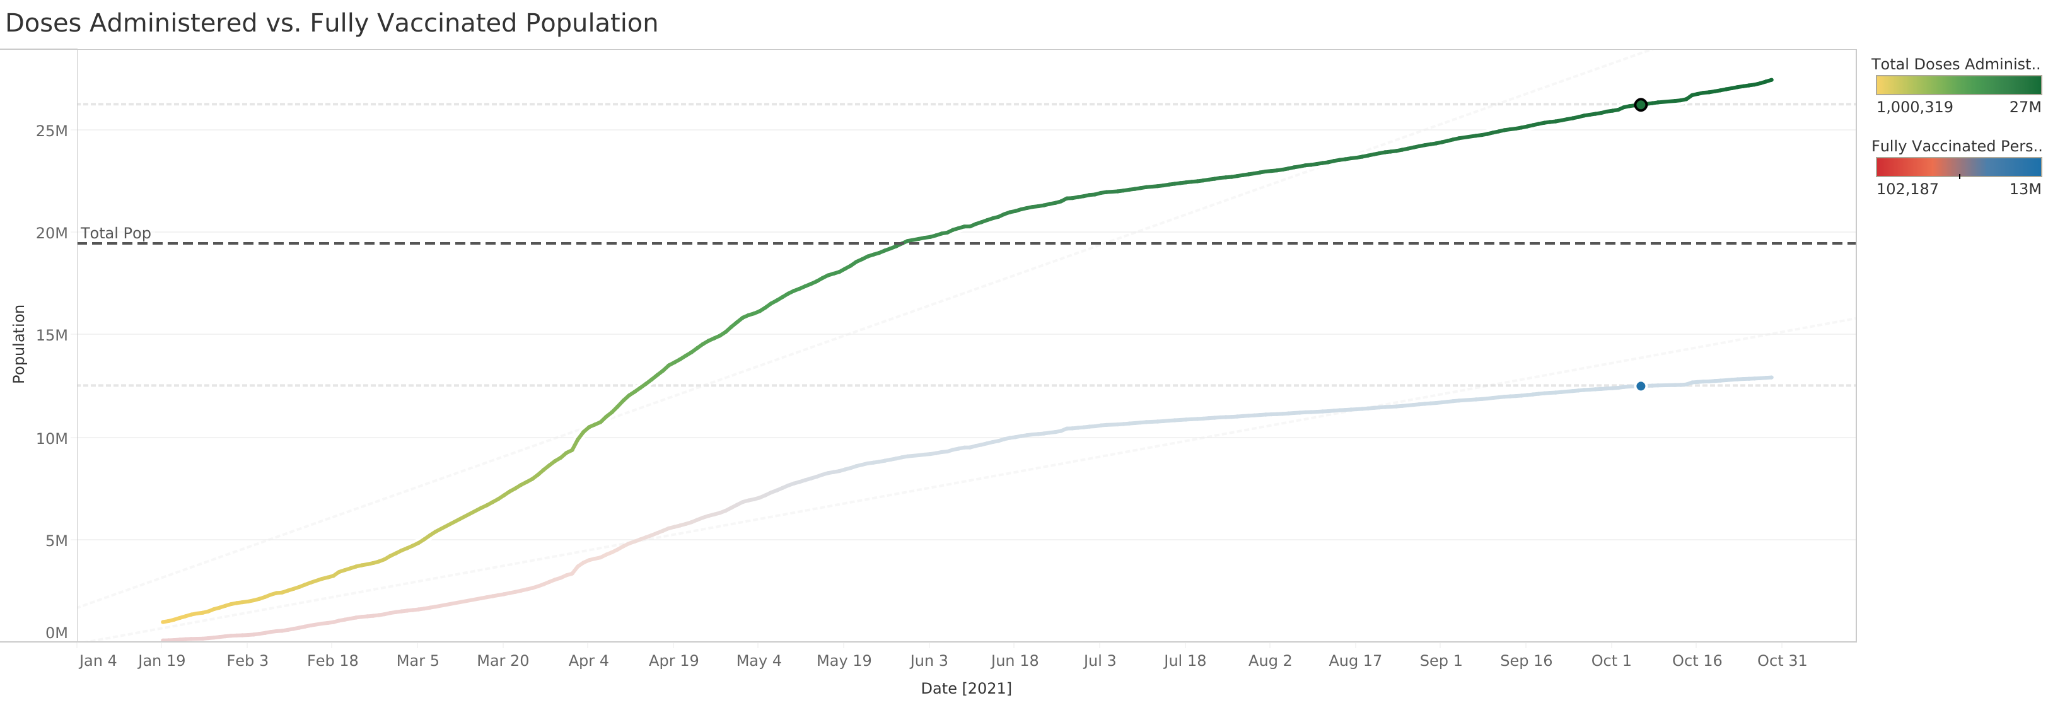 Doses Administered vs. Fully Vaccinated Population
Total Doses Administ..
1,000,319 27M
Fully Vaccinated Pers..
102,187 13M
Population
25M
20M
Total Pop
15M
10M
5M
0M
Jan 4 Jan 19 Feb 3 Feb 18 Mar 5 Mar 20 Apr 4 Apr 19 May 4 May 19 Jun 3 Jun 18 Jul 3 Jul 18 Aug 2 Aug 17 Sep 1 Sep 16 Oct 1 Oct 16 Oct 31
Date [2021]